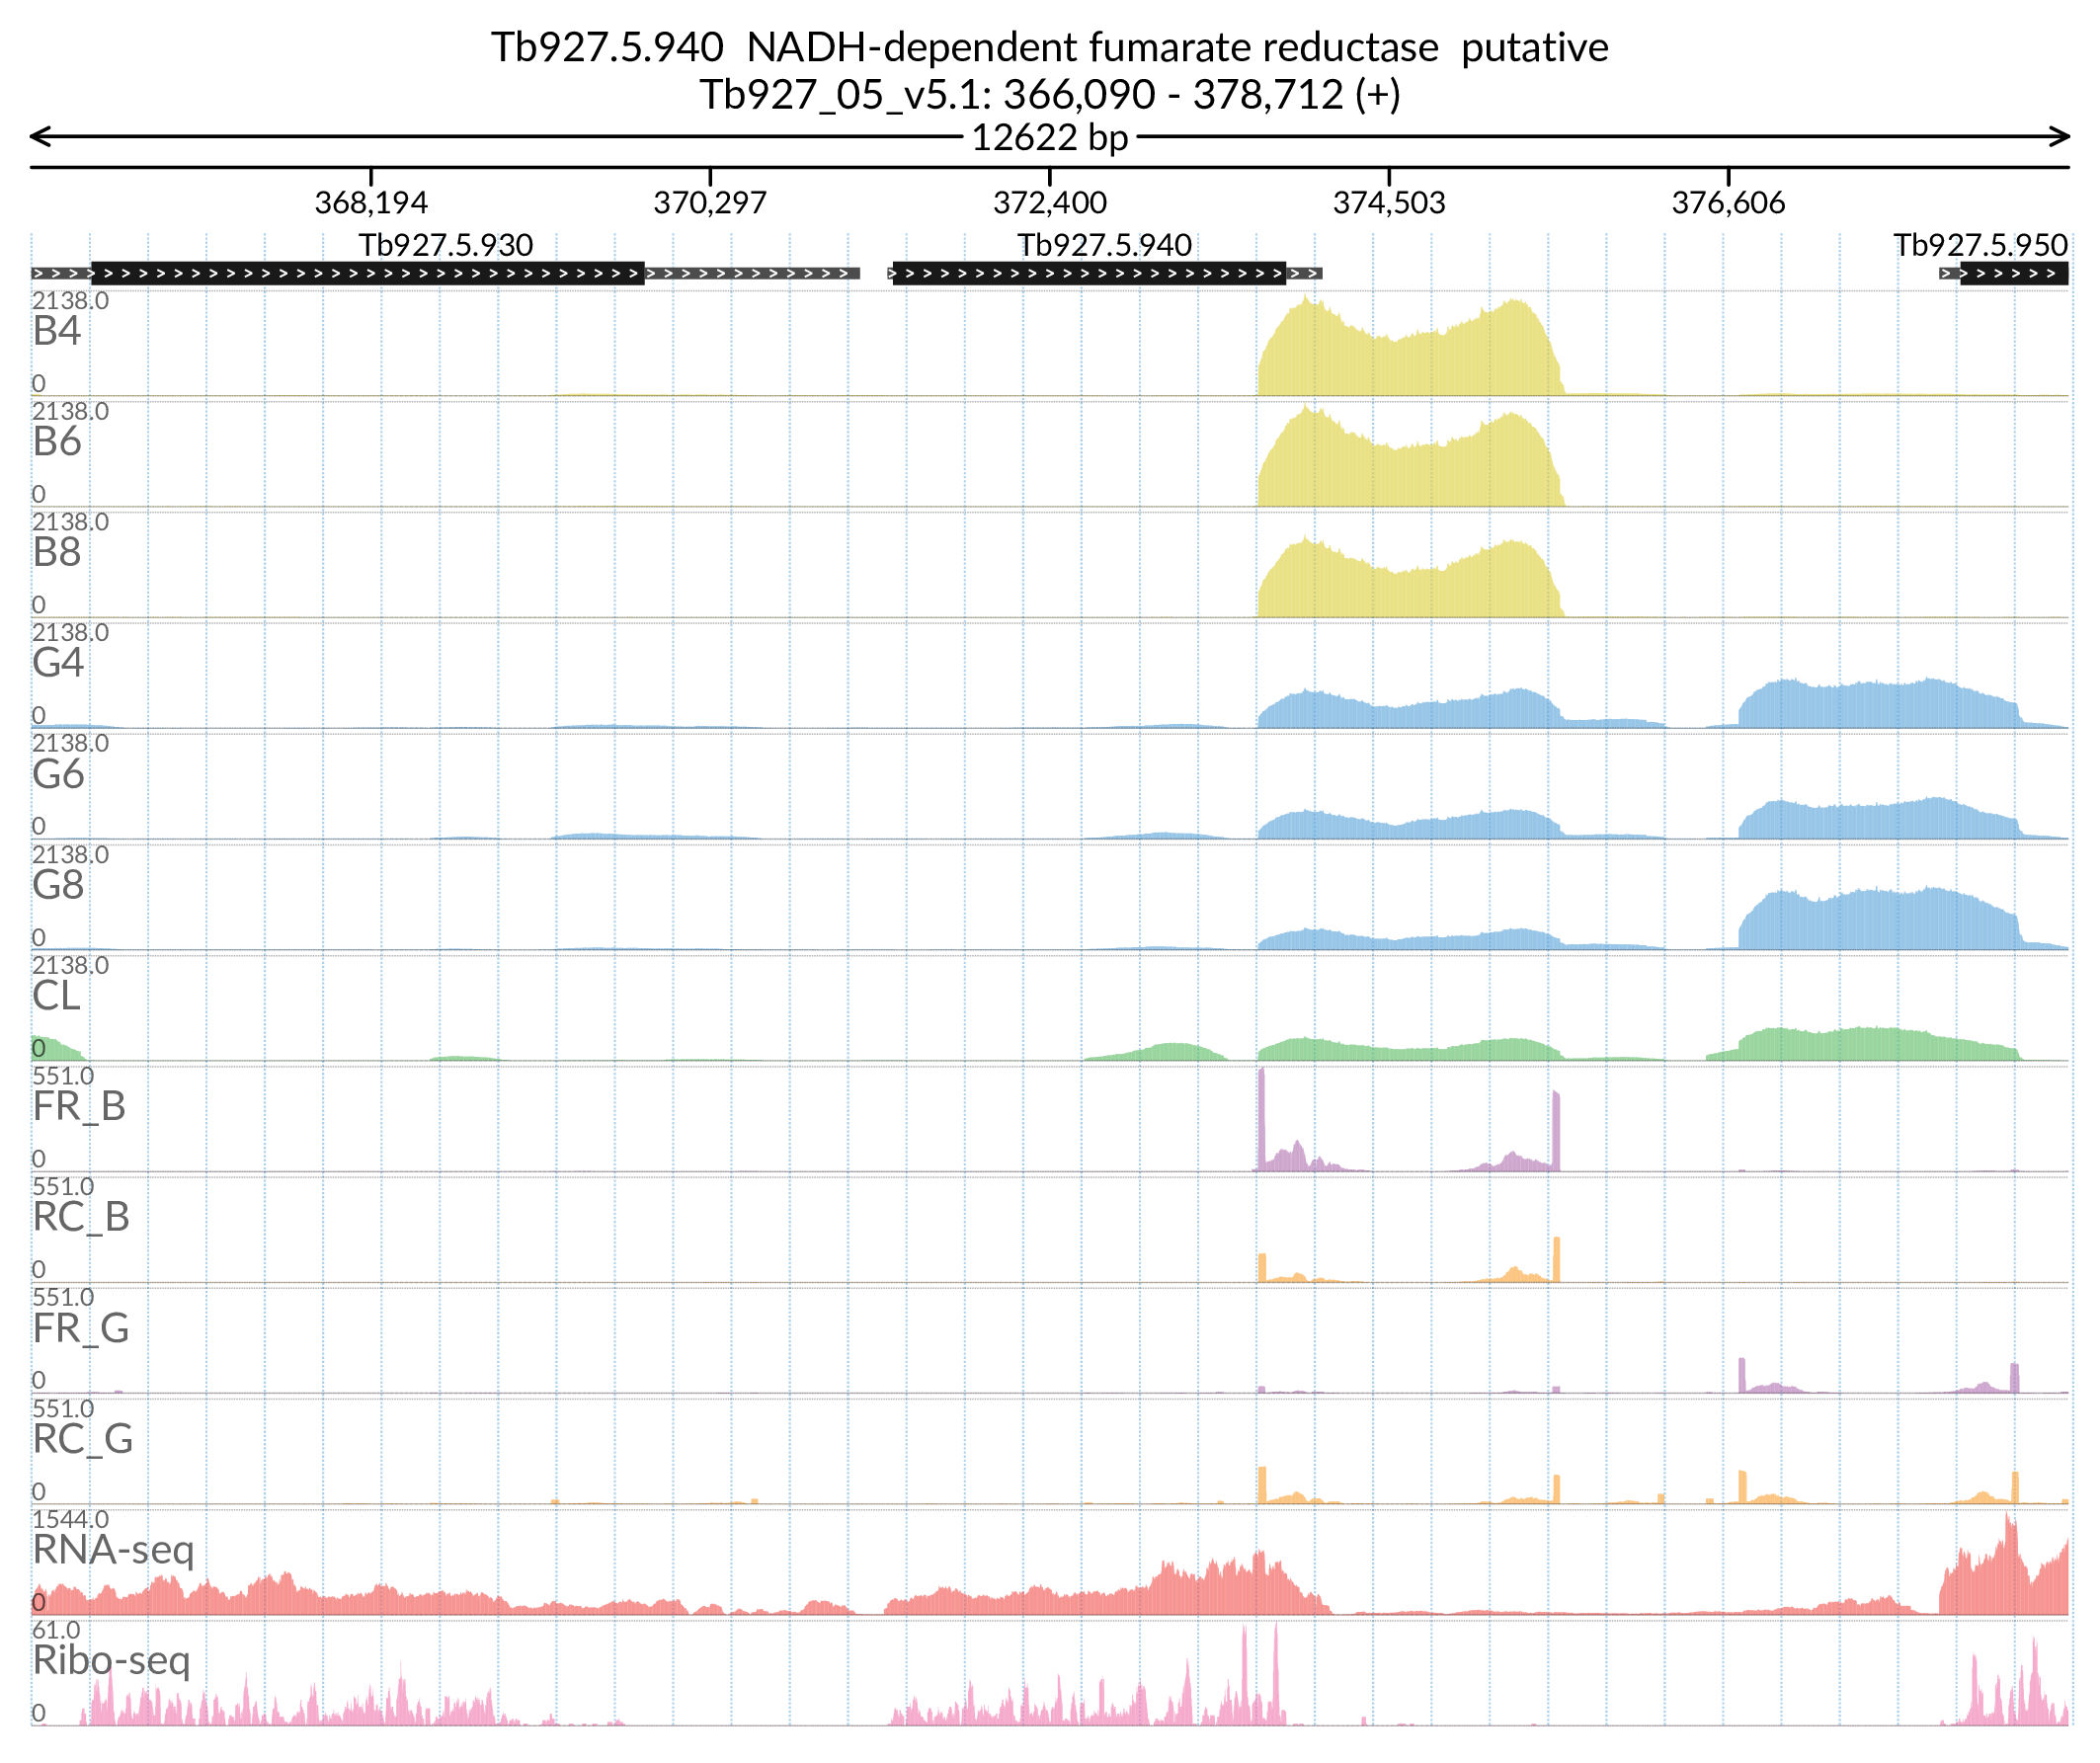 Tb927.5.940  NADH-dependent fumarate reductase  putative
Tb927_05_v5.1: 366,090 - 378,712 (+)
12622 bp
368,194 370,297 372,400 374,503 376,606
Tb927.5.930 Tb927.5.940 Tb927.5.950
2138.0
B4
0
2138.0
B6
0
2138.0
B8
0
2138.0
G4
0
2138.0
G6
0
2138.0
G8
0
2138.0
CL
0
551.0
FR_B
0
551.0
RC_B
0
551.0
FR_G
0
551.0
RC_G
0
1544.0
RNA-seq
0
61.0
Ribo-seq
0